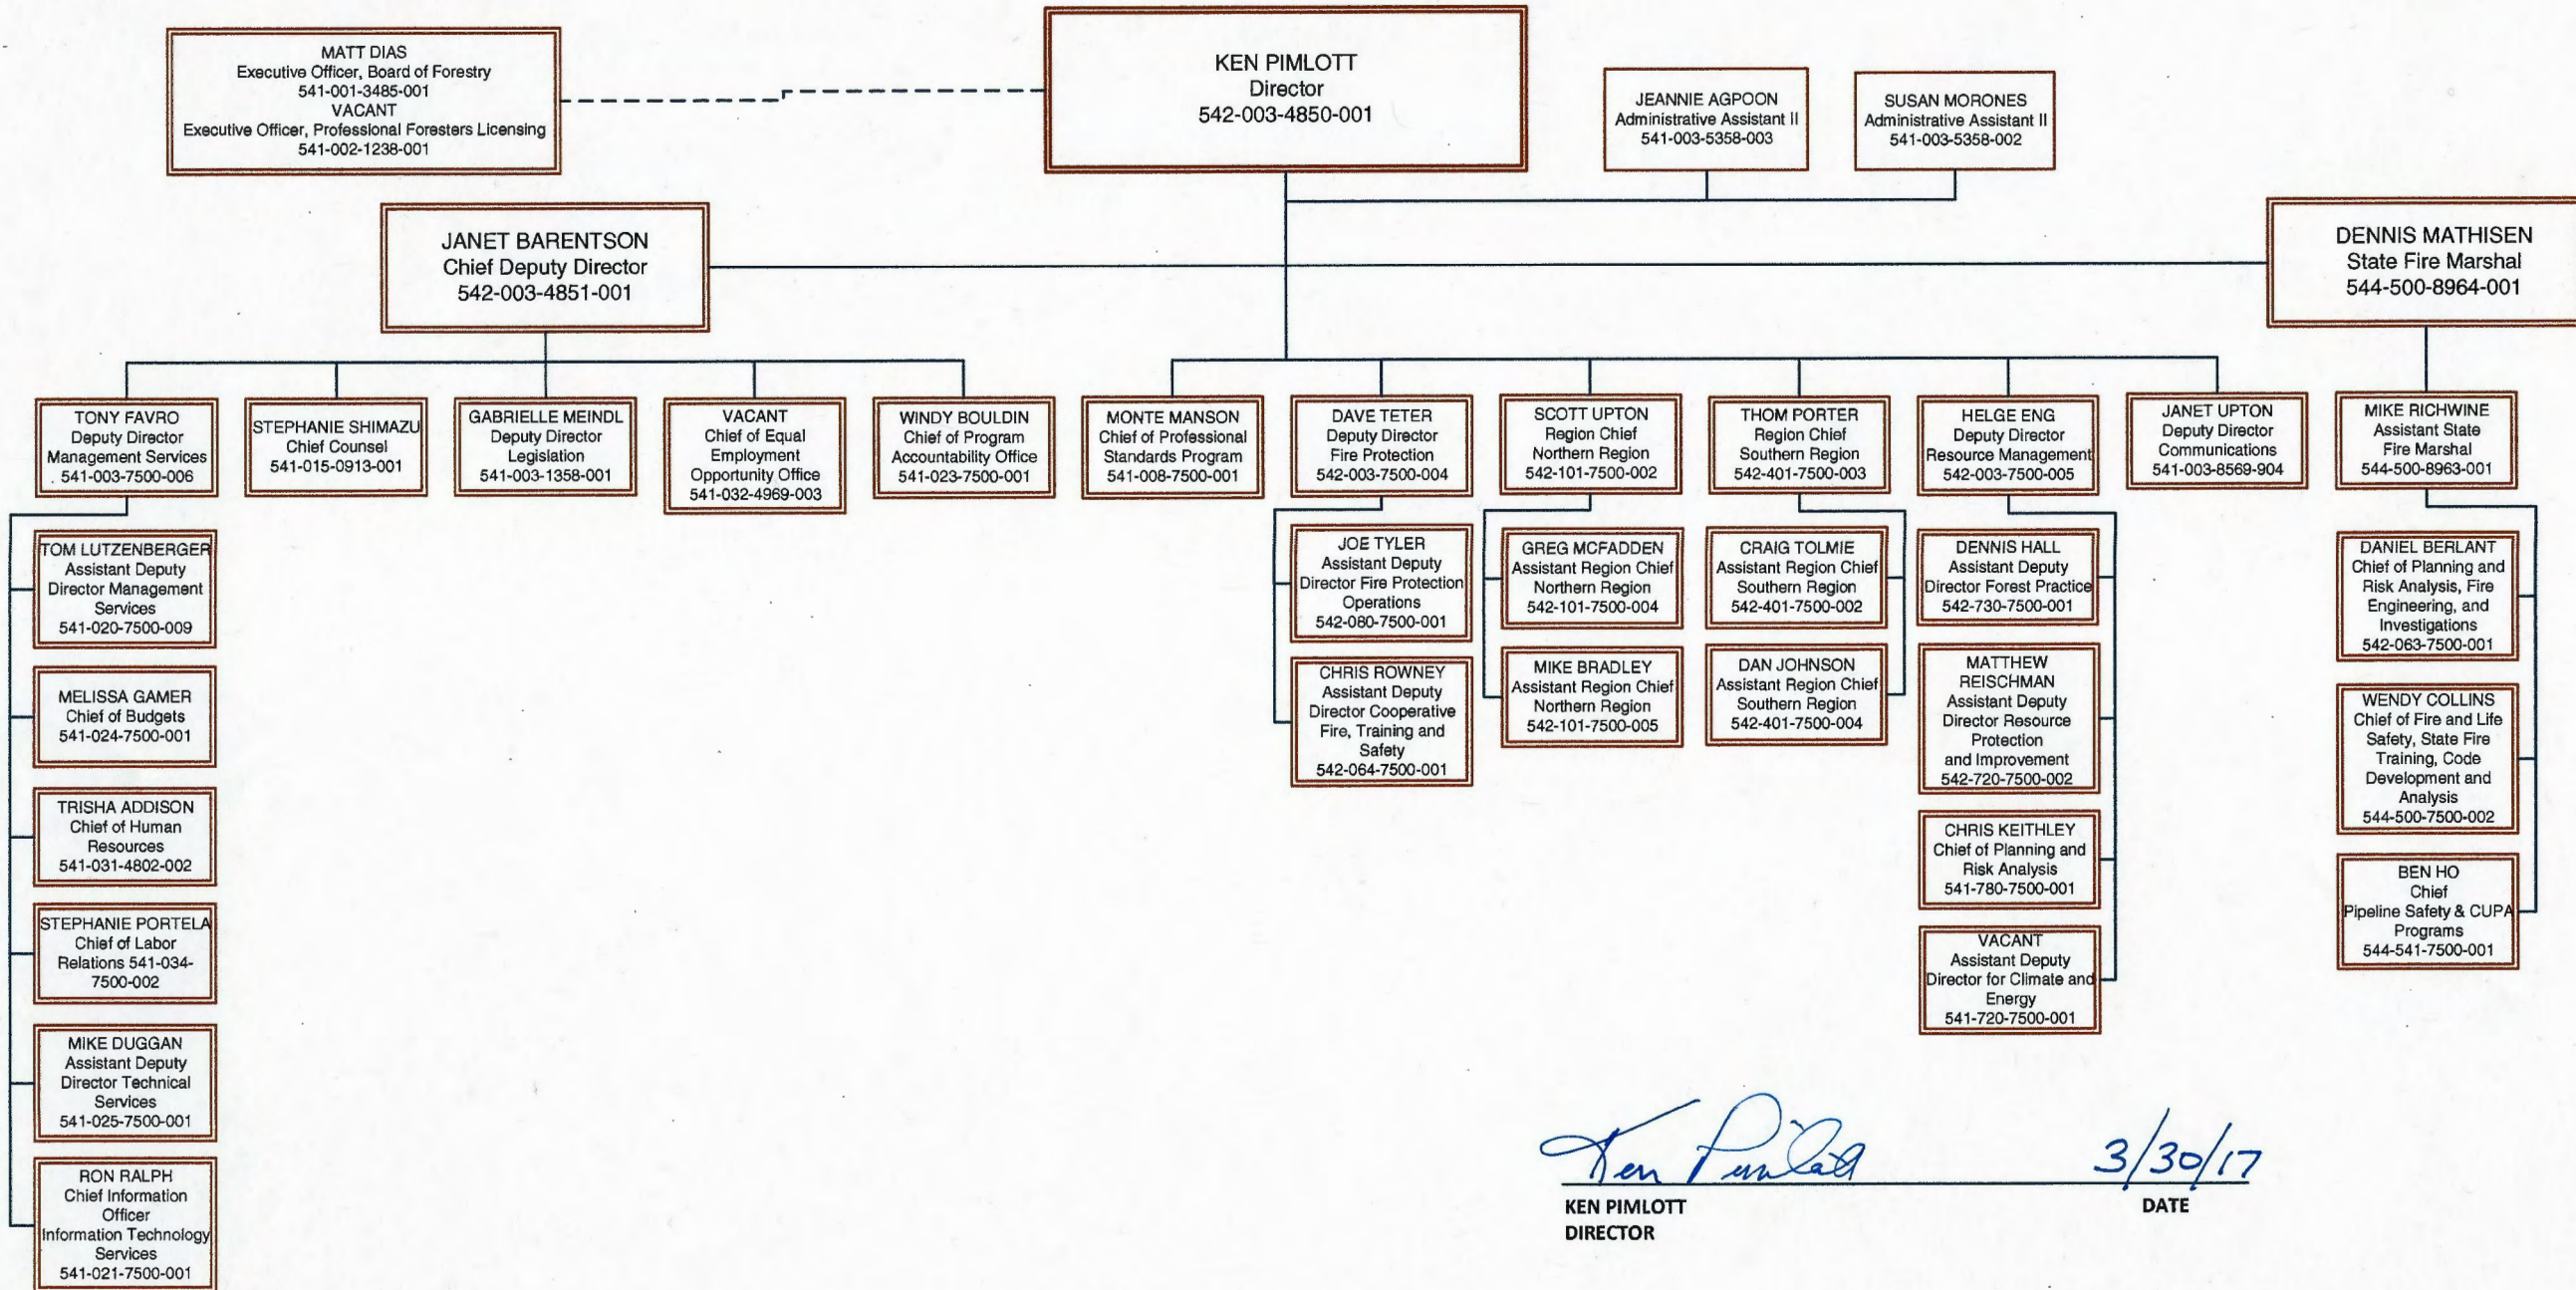 MATT DIAS
Executive Officer, Board of Forestry
541-001-3485-001
VACANT
Executive Officer, Professional Foresters Licensing
541-002-1238-001
KEN PIMLOTT
Director
542-003-4850-001
JEANNIE AGPOON
Administrative Assistant II
541-003-5358-003
SUSAN MORONES
Administrative Assistant II
541-003-5358-002
JANET BARENTSON
Chief Deputy Director
542-003-4851-001
DENNIS MATHISEN
State Fire Marshal
544-500-8964-001
TONY FAVRO
Deputy Director
Management Services
541-003-7500-006
STEPHANIE SHIMAZU
Chief Counsel
541-015-0913-001
GABRIELLE MEINDL
Deputy Director
Legislation
541-003-1358-001
VACANT
Chief of Equal
Employment
Opportunity Office
541-032-4969-003
WINDY BOULDIN
Chief of Program
Accountability Office
541-023-7500-001
MONTE MANSON
Chief of Professional
Standards Program
541-008-7500-001
DAVE TETER
Deputy Director
Fire Protection
542-003-7500-004
SCOTT UPTON
Region Chief
Northern Region
542-101-7500-002
THOM PORTER
Region Chief
Southern Region
542-401-7500-003
HELGE ENG
Deputy Director
Resource Management
542-003-7500-005
JANET UPTON
Deputy Director
Communications
541-003-8569-904
MIKE RICHWINE
Assistant State
Fire Marshal
544-500-8963-001
TOM LUTZENBERGER
Assistant Deputy
Director Management
Services
541-020-7500-009
MELISSA GAMER
Chief of Budgets
541-024-7500-001
TRISHA ADDISON
Chief of Human
Resources
541-031-4802-002
STEPHANIE PORTELA
Chief of Labor
Relations 541-034-
7500-002
MIKE DUGGAN
Assistant Deputy
Director Technical
Services
541-025-7500-001
RON RALPH
Chief Information
Officer
Information Technology
Services
541-021-7500-001
JOE TYLER
Assistant Deputy
Director Fire Protection
Operations
542-080-7500-001
CHRIS ROWNEY
Assistant Deputy
Director Cooperative
Fire, Training and
Safety
542-064-7500-001
GREG MCFADDEN
Assistant Region Chief
Northern Region
542-101-7500-004
MIKE BRADLEY
Assistant Region Chief
Northern Region
542-101-7500-005
CRAIG TOLMIE
Assistant Region Chief
Southern Region
542-401-7500-002
DAN JOHNSON
Assistant Region Chief
Southern Region
542-401-7500-004
DENNIS HALL
Assistant Deputy
Director Forest Practice
542-730-7500-001
MATTHEW
REISCHMAN
Assistant Deputy
Director Resource
Protection
and Improvement
542-720-7500-002
CHRIS KEITHLEY
Chief of Planning and
Risk Analysis
541-780-7500-001
VACANT
Assistant Deputy
Director for Climate and
Energy
541-720-7500-001
DANIEL BERLANT
Chief of Planning and
Risk Analysis, Fire
Engineering, and
Investigations
542-063-7500-001
WENDY COLLINS
Chief of Fire and Life
Safety, State Fire
Training, Code
Development and
Analysis
544-500-7500-002
BEN HO
Chief
Pipeline Safety & CUPA
Programs
544-541-7500-001
Ken Pimlott 3/30/17
KEN PIMLOTT DATE
DIRECTOR